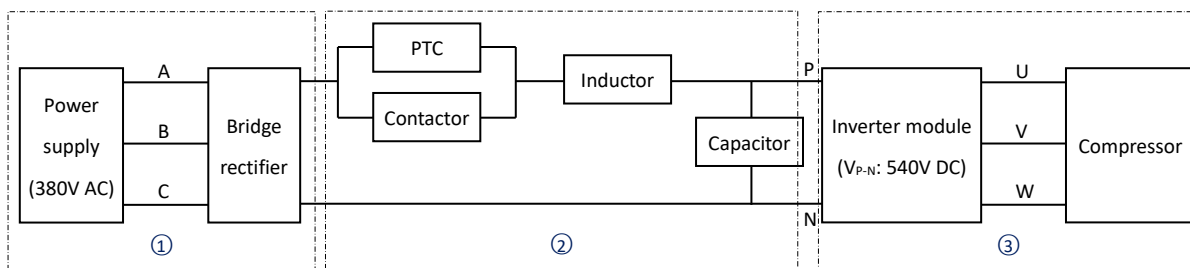 Power
supply
(380V AC)
A
B
C
Bridge
rectifier
①
PTC
Contactor
Inductor
Capacitor
②
P
N
Inverter module
(VP-N: 540V DC)
U
V
W
Compressor
③